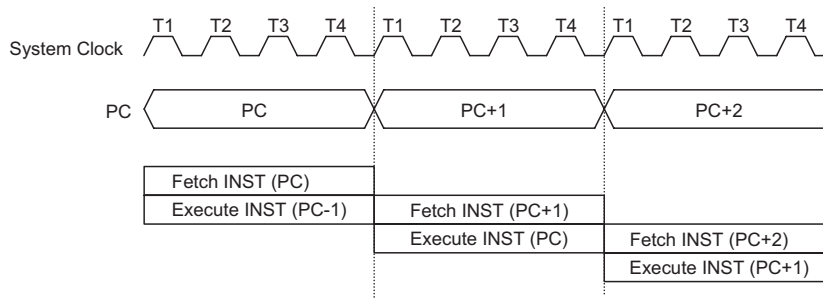 T1 T2 T3 T4 T1 T2 T3 T4 T1 T2 T3 T4
System Clock
PC PC PC+1 PC+2
Fetch INST (PC)
Execute INST (PC-1) Fetch INST (PC+1)
Execute INST (PC) Fetch INST (PC+2)
Execute INST (PC+1)